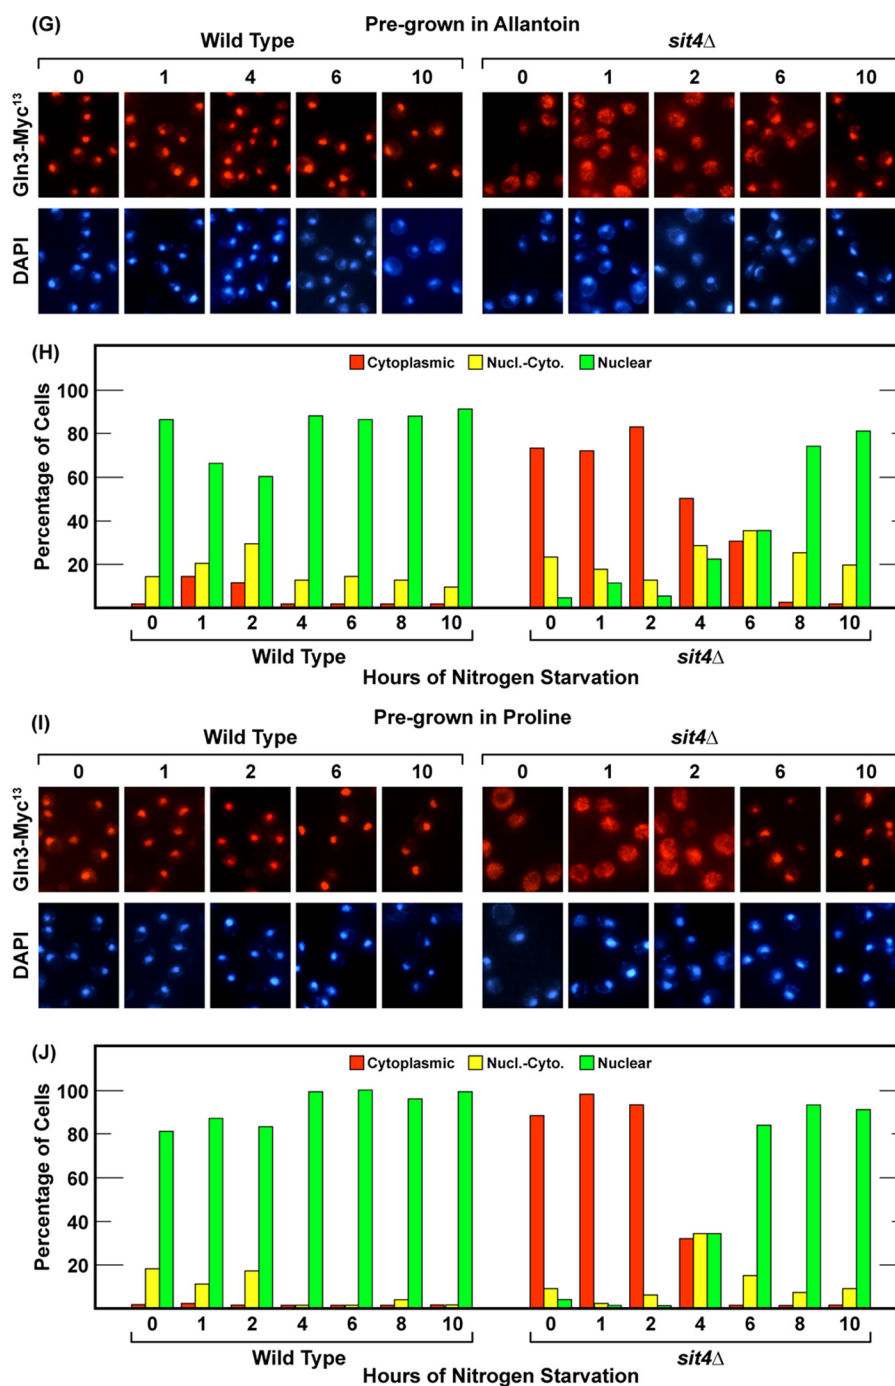 (G) Pre-grown in Allantoin
Wild Type sit4Δ
0 1 4 6 10 0 1 2 6 10
Gln3-Myc¹³
DAPI
(H)
Cytoplasmic Nucl.-Cyto. Nuclear
Percentage of Cells
100
80
60
40
20
0 1 2 4 6 8 10 0 1 2 4 6 8 10
Wild Type sit4Δ
Hours of Nitrogen Starvation
(I) Pre-grown in Proline
Wild Type sit4Δ
0 1 2 6 10 0 1 2 6 10
Gln3-Myc¹³
DAPI
(J)
Cytoplasmic Nucl.-Cyto. Nuclear
Percentage of Cells
100
80
60
40
20
0 1 2 4 6 8 10 0 1 2 4 6 8 10
Wild Type sit4Δ
Hours of Nitrogen Starvation